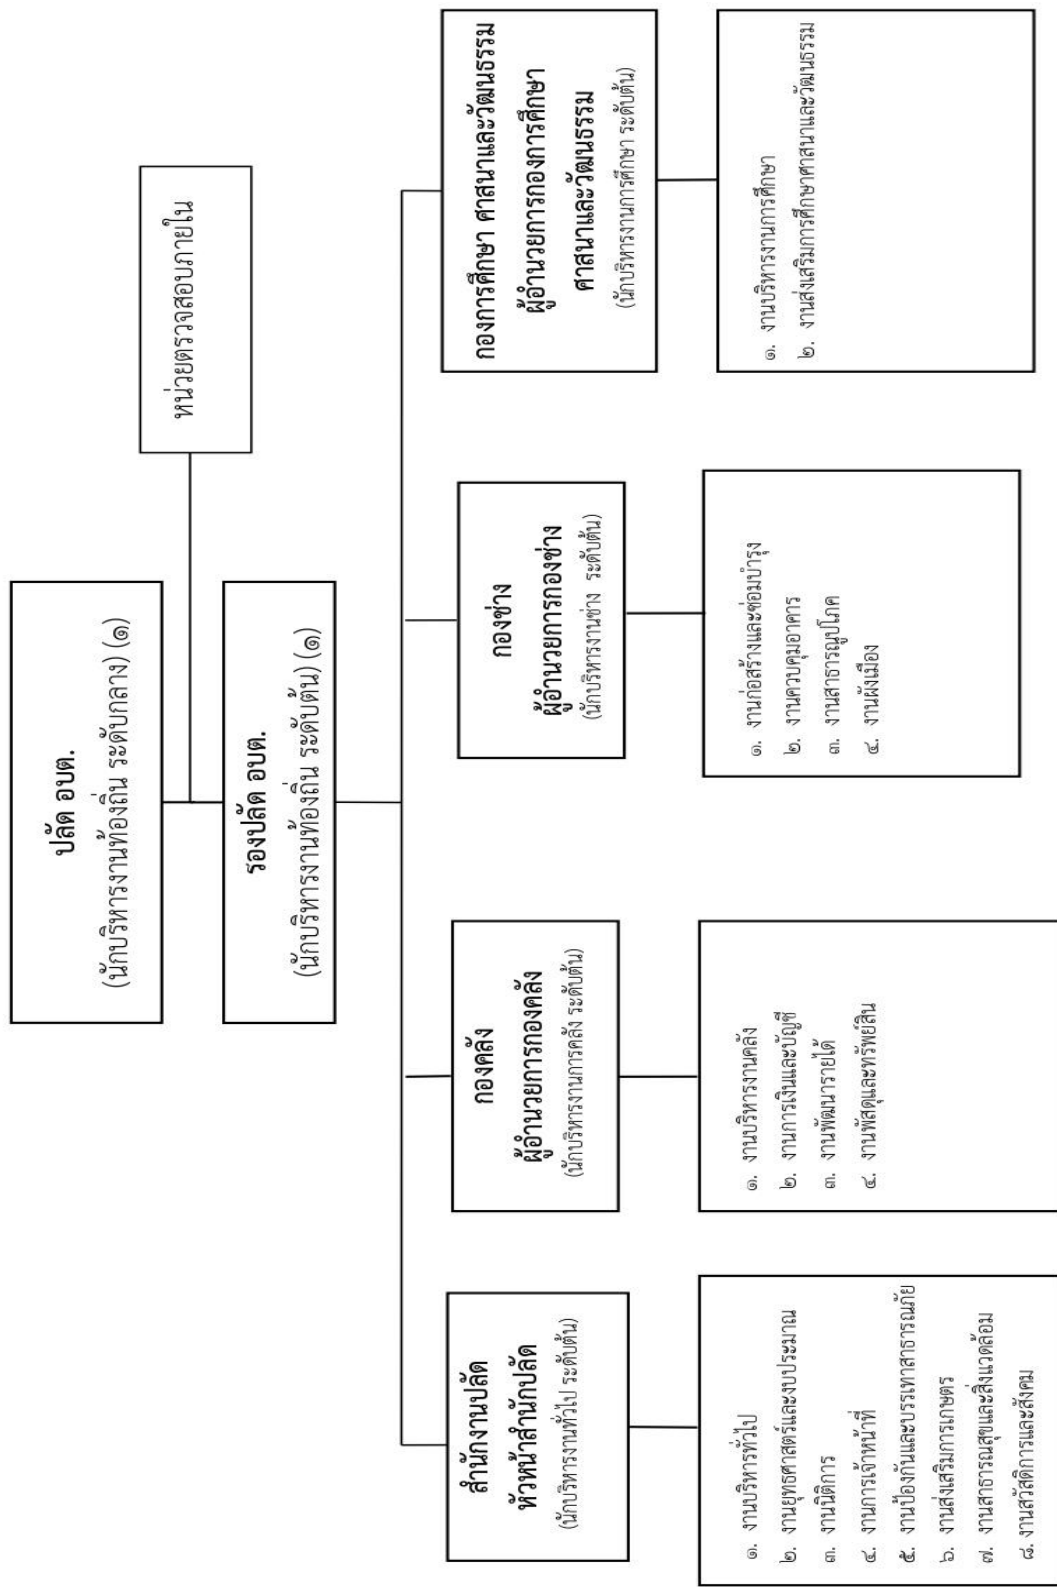 ปลัด อบต.
(นักบริหารงานท้องถิ่น ระดับกลาง) (๑)
หน่วยตรวจสอบภายใน
รองปลัด อบต.
(นักบริหารงานท้องถิ่น ระดับต้น) (๑)
สำนักงานปลัด
หัวหน้าสำนักปลัด
(นักบริหารงานทั่วไป ระดับต้น)
กองคลัง
ผู้อำนวยการกองคลัง
(นักบริหารงานการคลัง ระดับต้น)
กองช่าง
ผู้อำนวยการกองช่าง
(นักบริหารงานช่าง ระดับต้น)
กองการศึกษา ศาสนาและวัฒนธรรม
ผู้อำนวยการกองการศึกษา
ศาสนาและวัฒนธรรม
(นักบริหารงานการศึกษา ระดับต้น)
๑. งานบริหารทั่วไป
๒. งานยุทธศาสตร์และงบประมาณ
๓. งานนิติการ
๔. งานการเจ้าหน้าที่
๕. งานป้องกันและบรรเทาสาธารณภัย
๖. งานส่งเสริมการเกษตร
๗. งานสาธารณสุขและสิ่งแวดล้อม
๘. งานสวัสดิการและสังคม
๑. งานบริหารงานคลัง
๒. งานการเงินและบัญชี
๓. งานพัฒนารายได้
๔. งานพัสดุและทรัพย์สิน
๑. งานก่อสร้างและซ่อมบำรุง
๒. งานควบคุมอาคาร
๓. งานสาธารณูปโภค
๔. งานผังเมือง
๑. งานบริหารงานการศึกษา
๒. งานส่งเสริมการศึกษาศาสนาและวัฒนธรรม